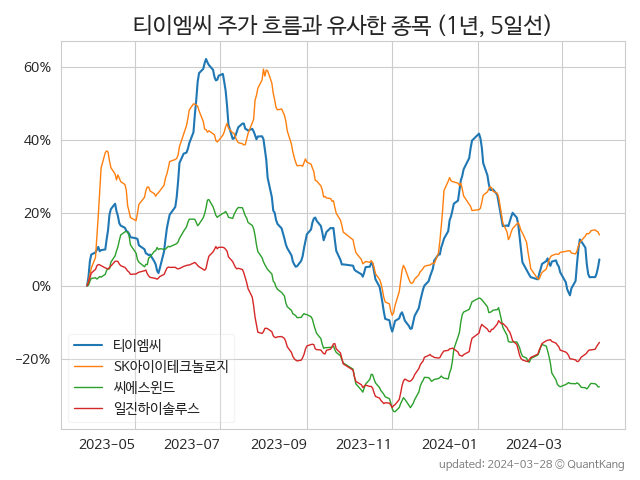 티이엠씨 주가 흐름과 유사한 종목 (1년, 5일선)
60%
40%
20%
0%
−20%
티이엠씨
SK아이이테크놀로지
씨에스윈드
일진하이솔루스
2023-05
2023-07
2023-09
2023-11
2024-01
2024-03
updated: 2024-03-28 © QuantKang